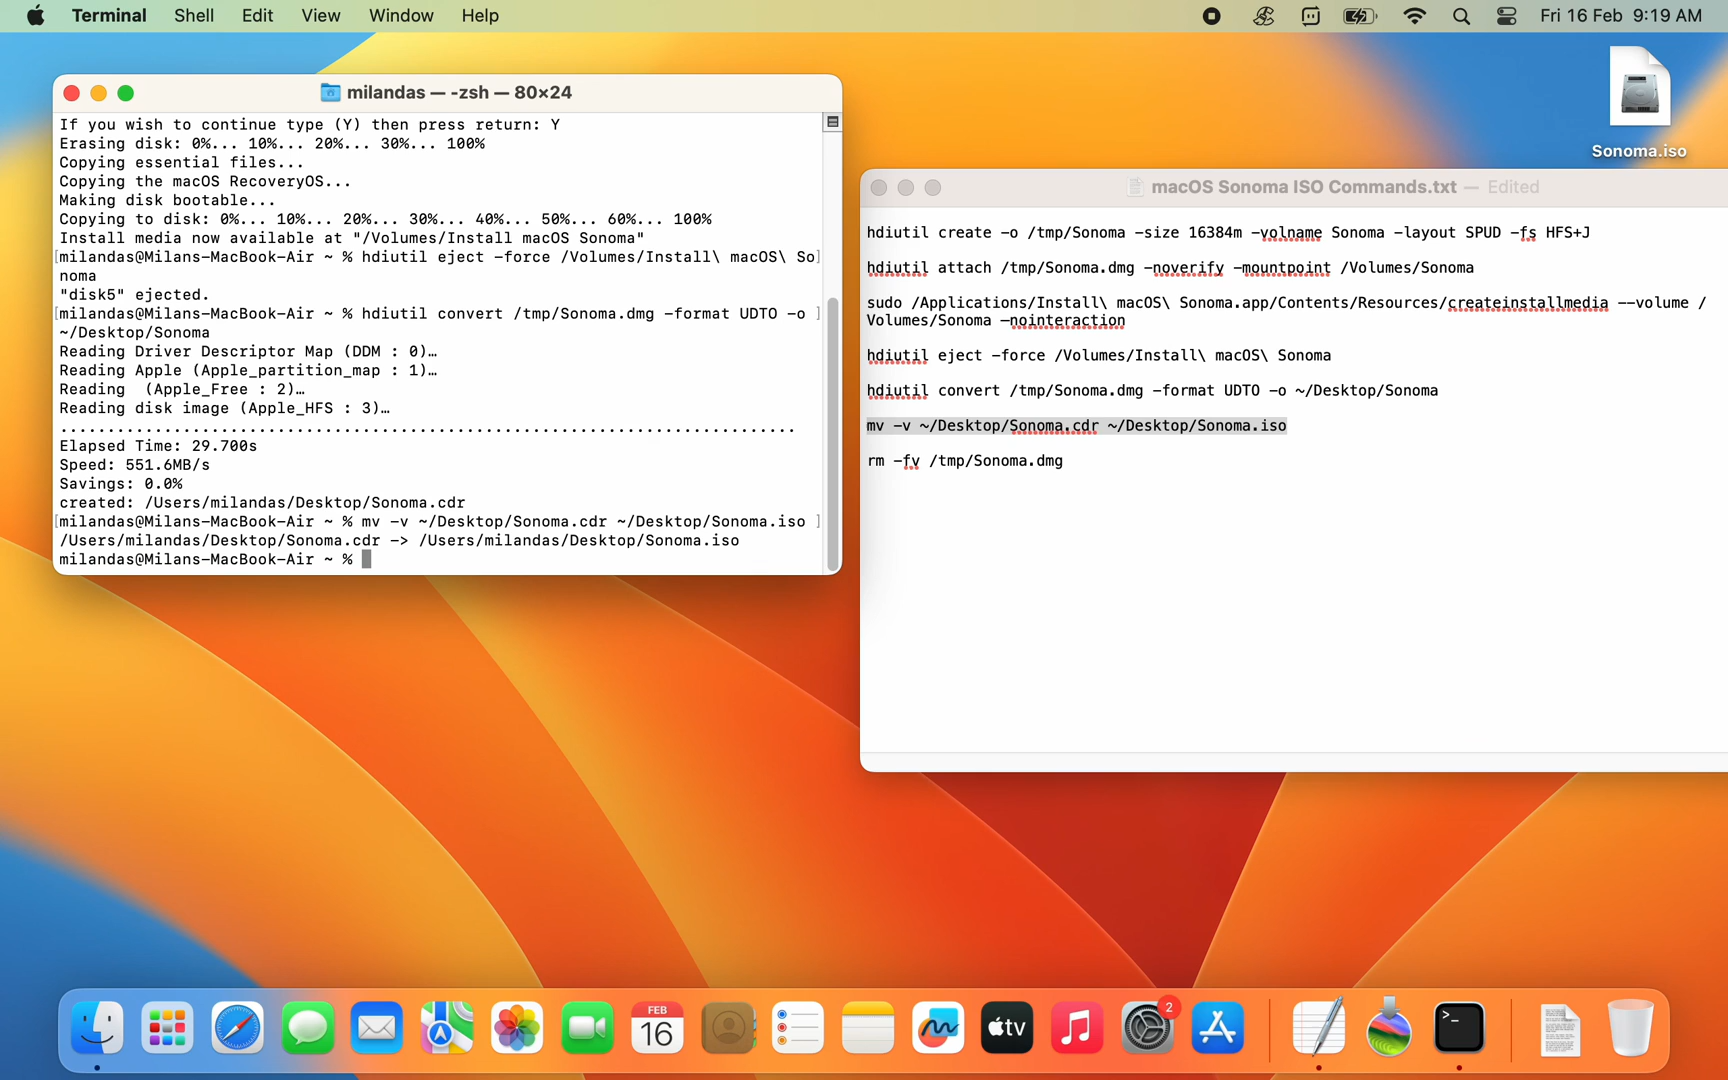 Terminal Shell Edit View Window Help Fri 16 Feb 9:19 AM
Sonoma.iso
milandas — -zsh — 80×24
If you wish to continue type (Y) then press return: Y
Erasing disk: 0%... 10%... 20%... 30%... 100%
Copying essential files...
Copying the macOS RecoveryOS...
Making disk bootable...
Copying to disk: 0%... 10%... 20%... 30%... 40%... 50%... 60%... 100%
Install media now available at "/Volumes/Install macOS Sonoma"
[milandas@Milans-MacBook-Air ~ % hdiutil eject -force /Volumes/Install\ macOS\ So]
noma
"disk5" ejected.
[milandas@Milans-MacBook-Air ~ % hdiutil convert /tmp/Sonoma.dmg -format UDTO -o ]
~/Desktop/Sonoma
Reading Driver Descriptor Map (DDM : 0)…
Reading Apple (Apple_partition_map : 1)…
Reading  (Apple_Free : 2)…
Reading disk image (Apple_HFS : 3)…
..............................................................................
Elapsed Time: 29.700s
Speed: 551.6MB/s
Savings: 0.0%
created: /Users/milandas/Desktop/Sonoma.cdr
[milandas@Milans-MacBook-Air ~ % mv -v ~/Desktop/Sonoma.cdr ~/Desktop/Sonoma.iso ]
/Users/milandas/Desktop/Sonoma.cdr -> /Users/milandas/Desktop/Sonoma.iso
milandas@Milans-MacBook-Air ~ %
macOS Sonoma ISO Commands.txt — Edited
hdiutil create -o /tmp/Sonoma -size 16384m -volname Sonoma -layout SPUD -fs HFS+J
hdiutil attach /tmp/Sonoma.dmg -noverify -mountpoint /Volumes/Sonoma
sudo /Applications/Install\ macOS\ Sonoma.app/Contents/Resources/createinstallmedia --volume /
Volumes/Sonoma —nointeraction
hdiutil eject -force /Volumes/Install\ macOS\ Sonoma
hdiutil convert /tmp/Sonoma.dmg -format UDTO -o ~/Desktop/Sonoma
mv -v ~/Desktop/Sonoma.cdr ~/Desktop/Sonoma.iso
rm -fv /tmp/Sonoma.dmg
FEB
16
tv
2
>_